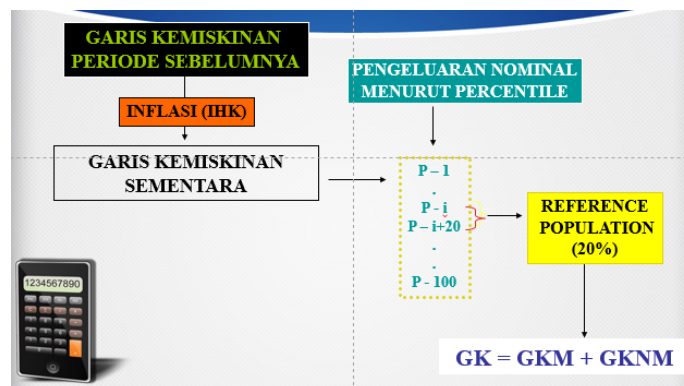 GARIS KEMISKINAN
PERIODE SEBELUMNYA
INFLASI (IHK)
GARIS KEMISKINAN
SEMENTARA
PENGELUARAN NOMINAL
MENURUT PERCENTILE
P – 1
.
P - i
P – i+20
.
.
P - 100
REFERENCE
POPULATION
(20%)
GK = GKM + GKNM
1234567890